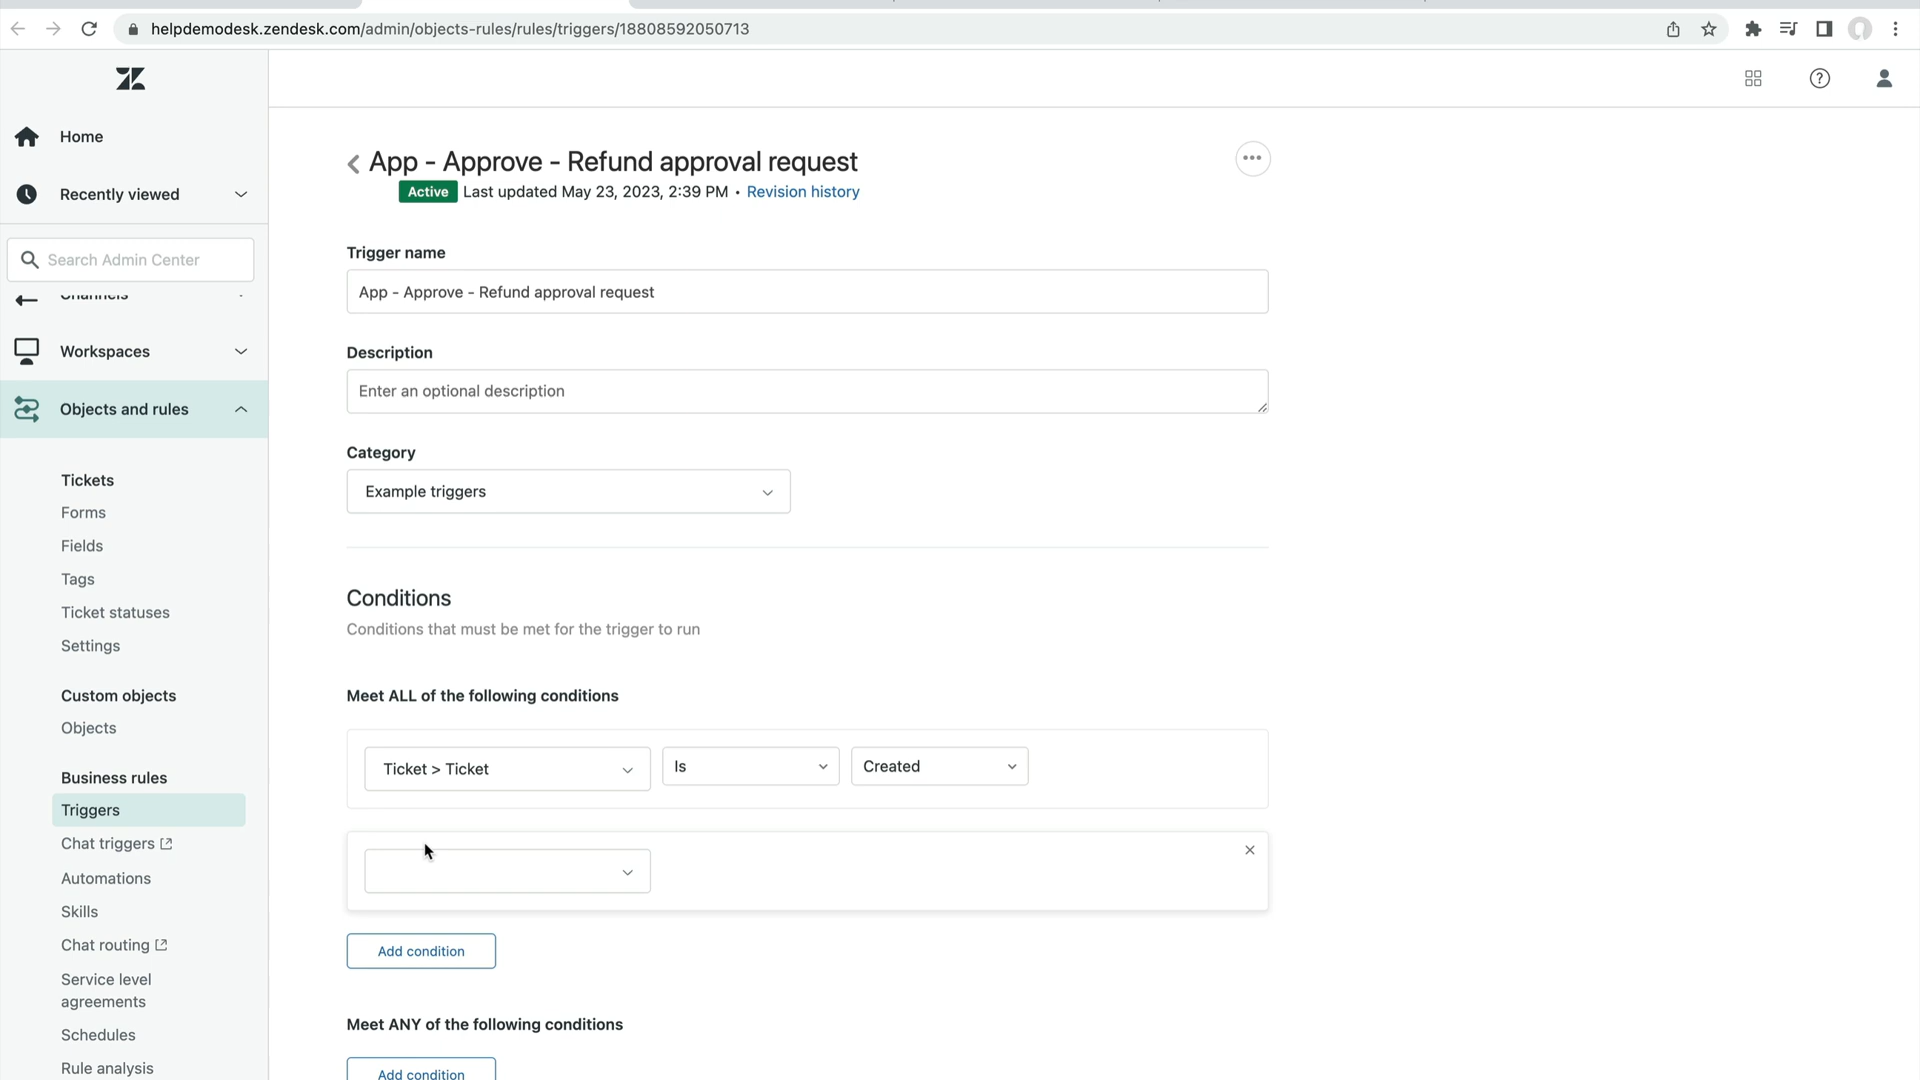 helpdemodesk.zendesk.com/admin/objects-rules/rules/triggers/18808592050713
Home
Recently viewed
Search Admin Center
Channels
Workspaces
Objects and rules
Tickets
Forms
Fields
Tags
Ticket statuses
Settings
Custom objects
Objects
Business rules
Triggers
Chat triggers
Automations
Skills
Chat routing
Service level
agreements
Schedules
Rule analysis
App - Approve - Refund approval request
Active Last updated May 23, 2023, 2:39 PM • Revision history
Trigger name
App - Approve - Refund approval request
Description
Enter an optional description
Category
Example triggers
Conditions
Conditions that must be met for the trigger to run
Meet ALL of the following conditions
Ticket > Ticket Is Created
Add condition
Meet ANY of the following conditions
Add condition